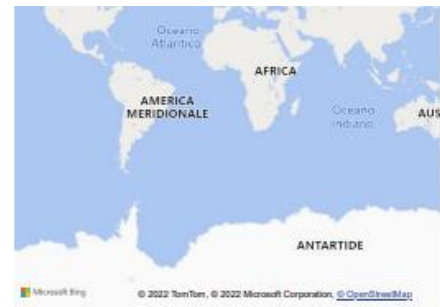 Oceano
Atlantico
AFRICA
AMERICA
MERIDIONALE
Oceano
Indiano
AUS
ANTARTIDE
Microsoft Bing
© 2022 TomTom, © 2022 Microsoft Corporation, © OpenStreetMap